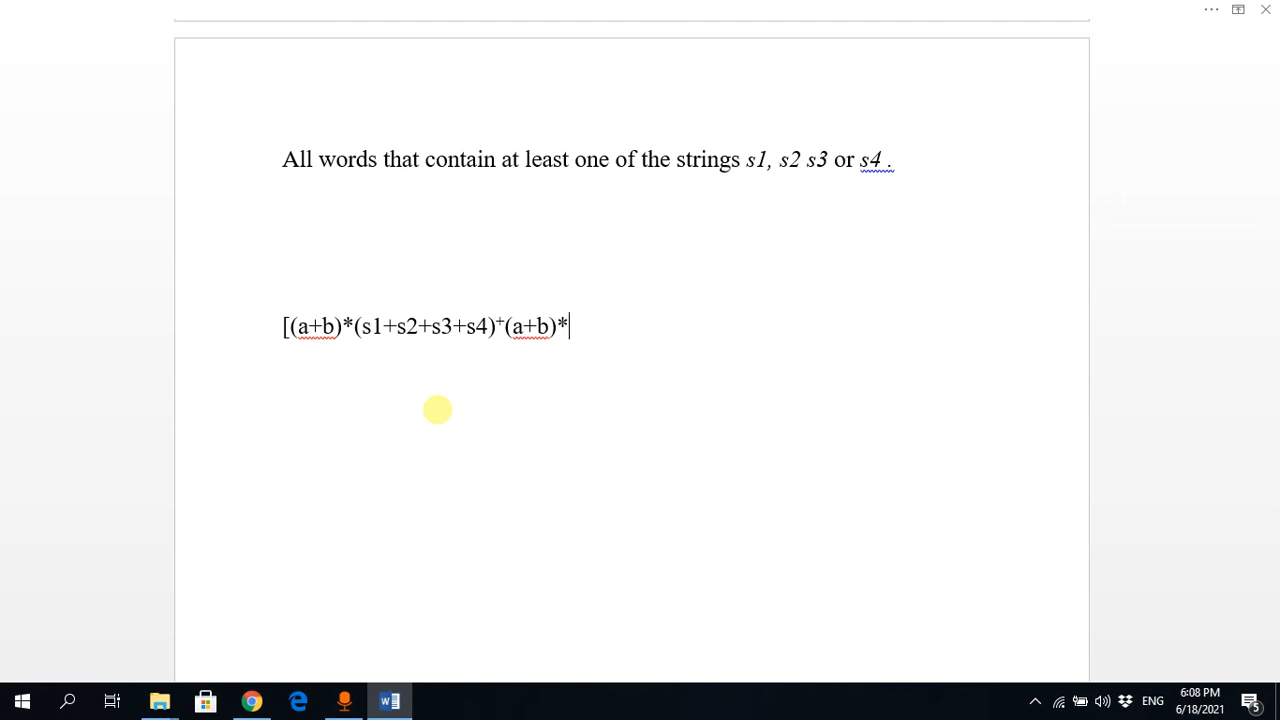 All words that contain at least one of the strings s1, s2 s3 or s4 .
[(a+b)*(s1+s2+s3+s4)⁺(a+b)*
ENG
6:08 PM
6/18/2021
5